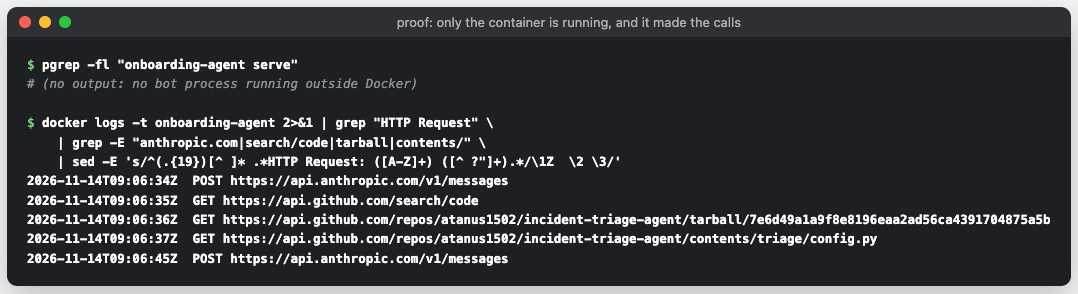 proof: only the container is running, and it made the calls
$ pgrep -fl "onboarding-agent serve"
# (no output: no bot process running outside Docker)
$ docker logs -t onboarding-agent 2>&1 | grep "HTTP Request" \
| grep -E "anthropic.com|search/code|tarball|contents/" \
| sed -E 's/^(.{19})[^ ]* .*HTTP Request: ([A-Z]+) ([^ ?"]+).*/\1Z  \2 \3/'
2026-11-14T09:06:34Z  POST https://api.anthropic.com/v1/messages
2026-11-14T09:06:35Z  GET https://api.github.com/search/code
2026-11-14T09:06:36Z  GET https://api.github.com/repos/atanus1502/incident-triage-agent/tarball/7e6d49a1a9f8e8196eaa2ad56ca4391704875a5b
2026-11-14T09:06:37Z  GET https://api.github.com/repos/atanus1502/incident-triage-agent/contents/triage/config.py
2026-11-14T09:06:45Z  POST https://api.anthropic.com/v1/messages